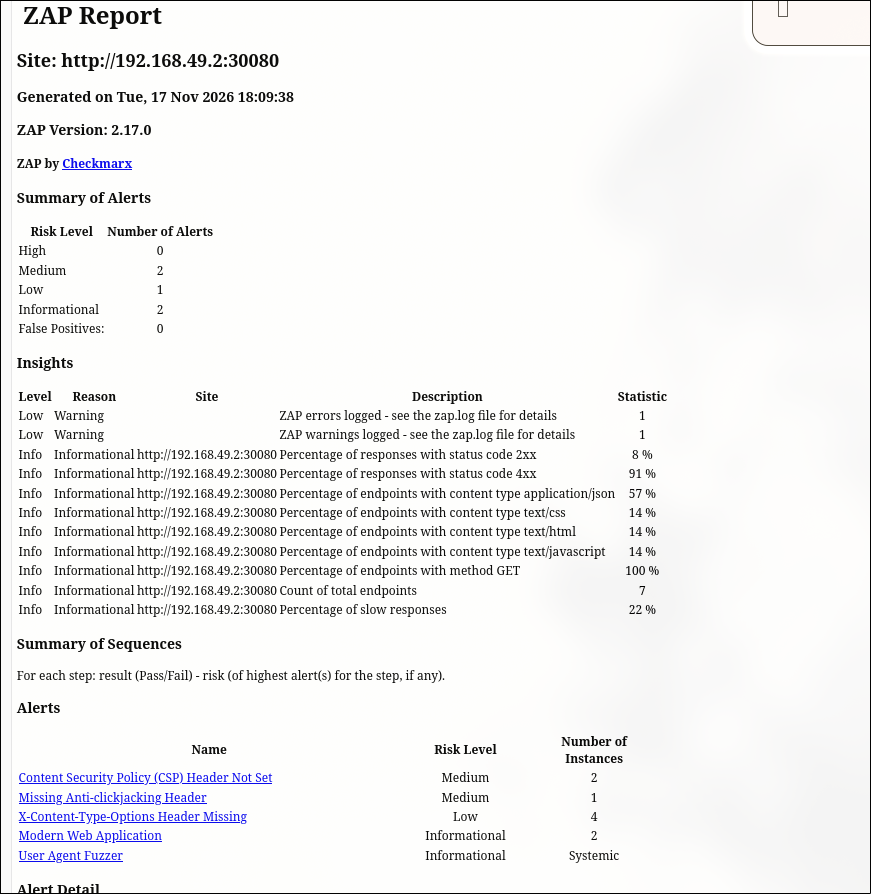 ZAP Report
Site: http://192.168.49.2:30080
Generated on Tue, 17 Nov 2026 18:09:38
ZAP Version: 2.17.0
ZAP by Checkmarx
Summary of Alerts
Risk Level Number of Alerts
High 0
Medium 2
Low 1
Informational 2
False Positives: 0
Insights
Level Reason Site Description Statistic
Low Warning ZAP errors logged - see the zap.log file for details 1
Low Warning ZAP warnings logged - see the zap.log file for details 1
Info Informational http://192.168.49.2:30080 Percentage of responses with status code 2xx 8 %
Info Informational http://192.168.49.2:30080 Percentage of responses with status code 4xx 91 %
Info Informational http://192.168.49.2:30080 Percentage of endpoints with content type application/json 57 %
Info Informational http://192.168.49.2:30080 Percentage of endpoints with content type text/css 14 %
Info Informational http://192.168.49.2:30080 Percentage of endpoints with content type text/html 14 %
Info Informational http://192.168.49.2:30080 Percentage of endpoints with content type text/javascript 14 %
Info Informational http://192.168.49.2:30080 Percentage of endpoints with method GET 100 %
Info Informational http://192.168.49.2:30080 Count of total endpoints 7
Info Informational http://192.168.49.2:30080 Percentage of slow responses 22 %
Summary of Sequences
For each step: result (Pass/Fail) - risk (of highest alert(s) for the step, if any).
Alerts
Name Risk Level Number of Instances
Content Security Policy (CSP) Header Not Set Medium 2
Missing Anti-clickjacking Header Medium 1
X-Content-Type-Options Header Missing Low 4
Modern Web Application Informational 2
User Agent Fuzzer Informational Systemic
Alert Detail